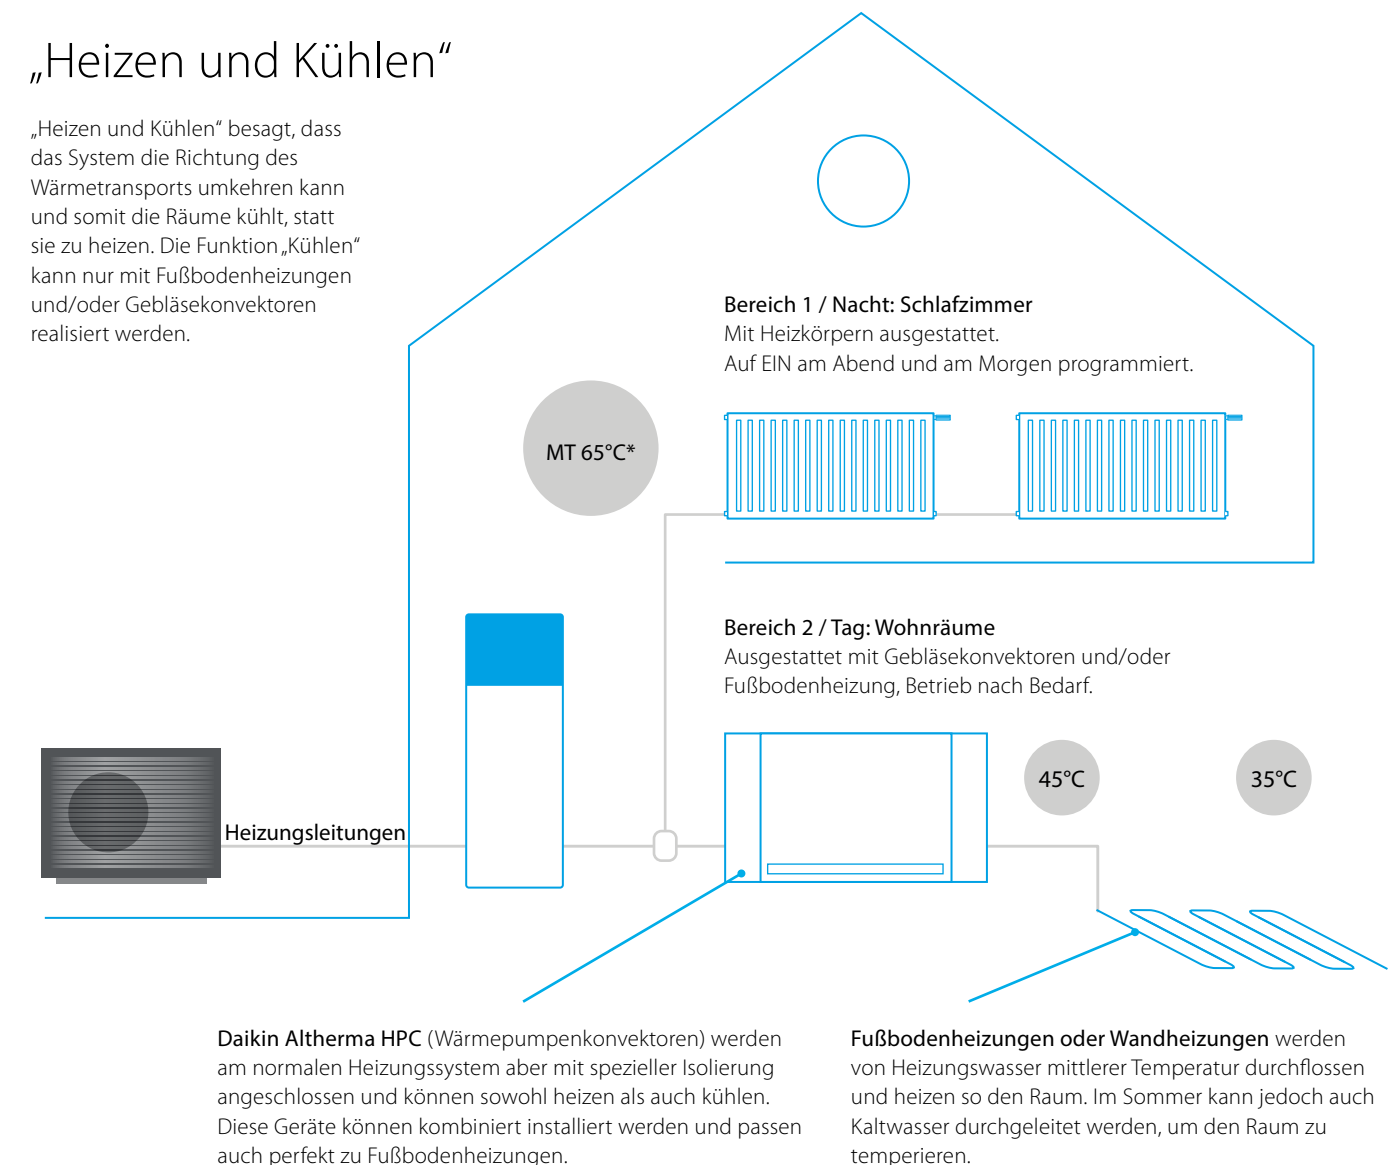 „Heizen und Kühlen“
„Heizen und Kühlen“ besagt, dass
das System die Richtung des
Wärmetransports umkehren kann
und somit die Räume kühlt, statt
sie zu heizen. Die Funktion „Kühlen“
kann nur mit Fußbodenheizungen
und/oder Gebläsekonvektoren
realisiert werden.
Bereich 1 / Nacht: Schlafzimmer
Mit Heizkörpern ausgestattet.
Auf EIN am Abend und am Morgen programmiert.
MT 65°C*
Bereich 2 / Tag: Wohnräume
Ausgestattet mit Gebläsekonvektoren und/oder
Fußbodenheizung, Betrieb nach Bedarf.
45°C
35°C
Heizungsleitungen
Daikin Altherma HPC (Wärmepumpenkonvektoren) werden
am normalen Heizungssystem aber mit spezieller Isolierung
angeschlossen und können sowohl heizen als auch kühlen.
Diese Geräte können kombiniert installiert werden und passen
auch perfekt zu Fußbodenheizungen.
Fußbodenheizungen oder Wandheizungen werden
von Heizungswasser mittlerer Temperatur durchflossen
und heizen so den Raum. Im Sommer kann jedoch auch
Kaltwasser durchgeleitet werden, um den Raum zu
temperieren.